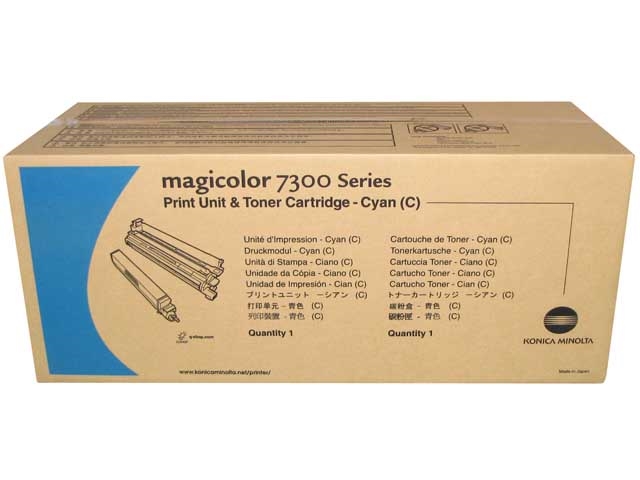 magicolor 7300 Series
Print Unit & Toner Cartridge - Cyan (C)
Unité d'Impression - Cyan (C)
Druckmodul - Cyan (C)
Unità di Stampa - Ciano (C)
Unidade da Cópia - Ciano (C)
Unidad de Impresión - Cian (C)
プリントユニット －シアン (C)
打印单元 - 青色 (C)
列印裝置 - 青色 (C)
Quantity 1
Cartouche de Toner - Cyan (C)
Tonerkartusche - Cyan (C)
Cartuccia Toner - Ciano (C)
Cartucho Toner - Ciano (C)
Cartucho Toner - Cian (C)
トナーカートリッジ －シアン (C)
碳粉盒 - 青色 (C)
碳粉匣 - 青色 (C)
Quantity 1
KONICA MINOLTA
q-shop.com
www.konicaminolta.net/printer/
Made in Japan